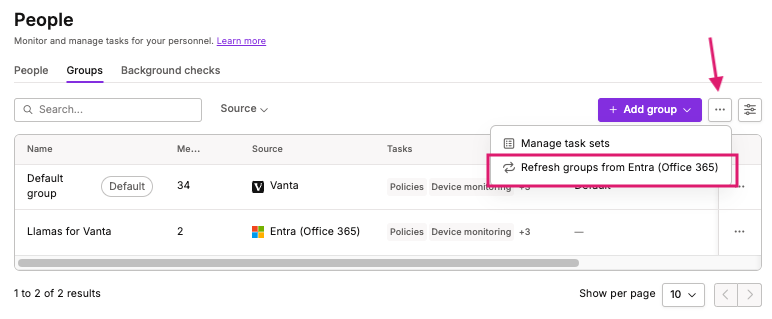 People
Monitor and manage tasks for your personnel. Learn more
People Groups Background checks
Search... Source + Add group ...
Manage task sets
Refresh groups from Entra (Office 365)
Name Me... Source Tasks
Default group Default 34 Vanta Policies Device monitoring +3 Default ...
Llamas for Vanta 2 Entra (Office 365) Policies Device monitoring +3 — ...
1 to 2 of 2 results Show per page 10